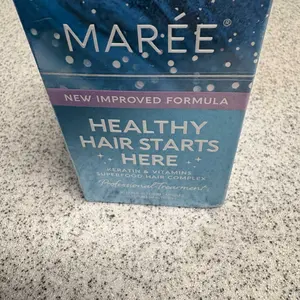 MARÉE®
NEW IMPROVED FORMULA
HEALTHY
HAIR STARTS
HERE
KERATIN & VITAMINS
SUPERFOOD HAIR COMPLEX
Professional Treatment